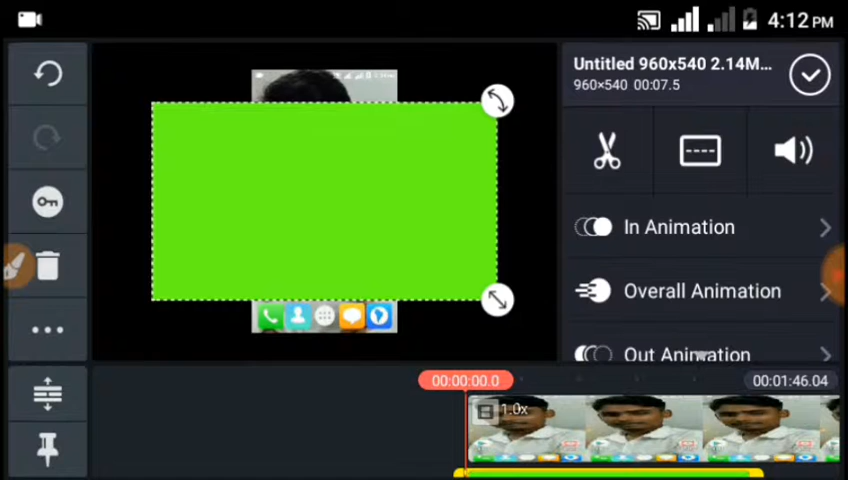 4:12 PM
Untitled 960x540 2.14M...
960×540 00:07.5
In Animation
Overall Animation
Out Animation
00:00:00.0
00:01:46.04
1.0x